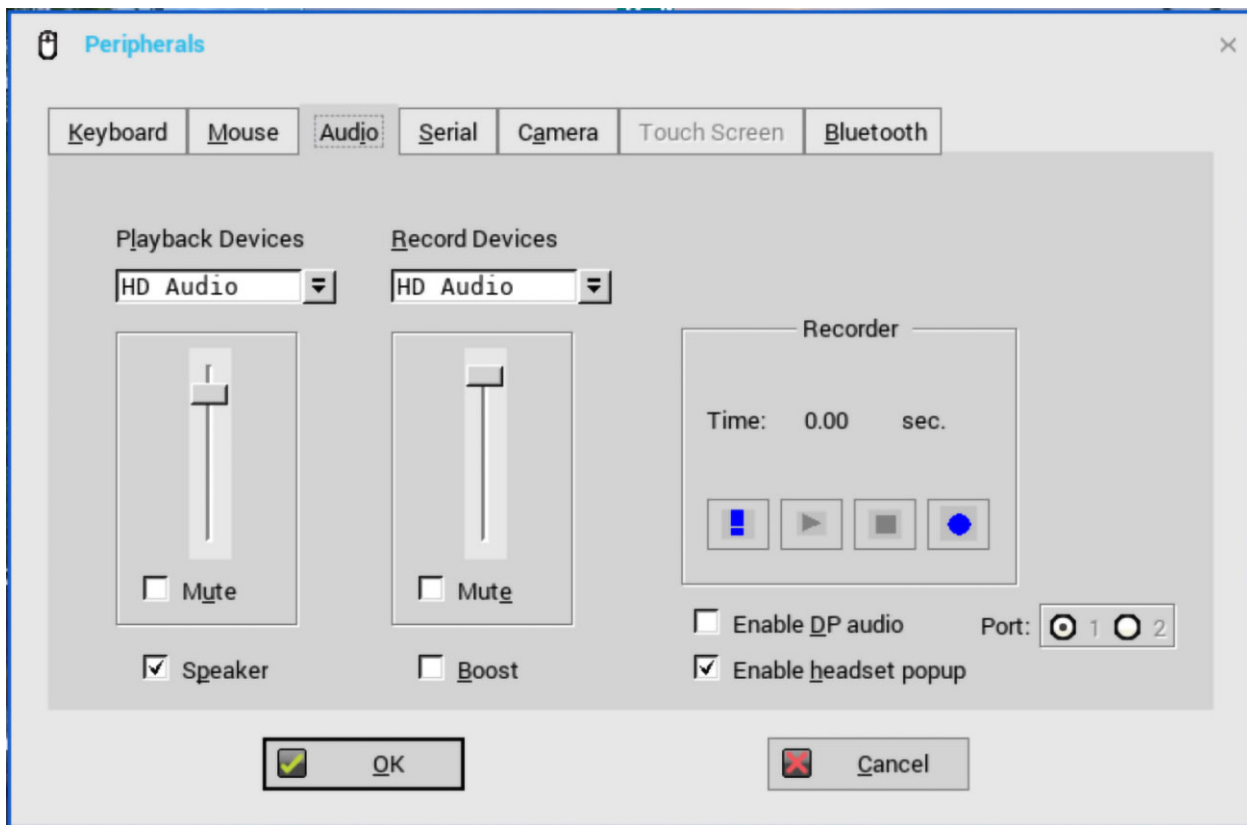 Peripherals
Keyboard Mouse Audio Serial Camera Touch Screen Bluetooth
Playback Devices Record Devices
HD Audio HD Audio
Recorder
Time: 0.00 sec.
Mute Mute
Enable DP audio Port: 1 2
Speaker Boost Enable headset popup
OK Cancel